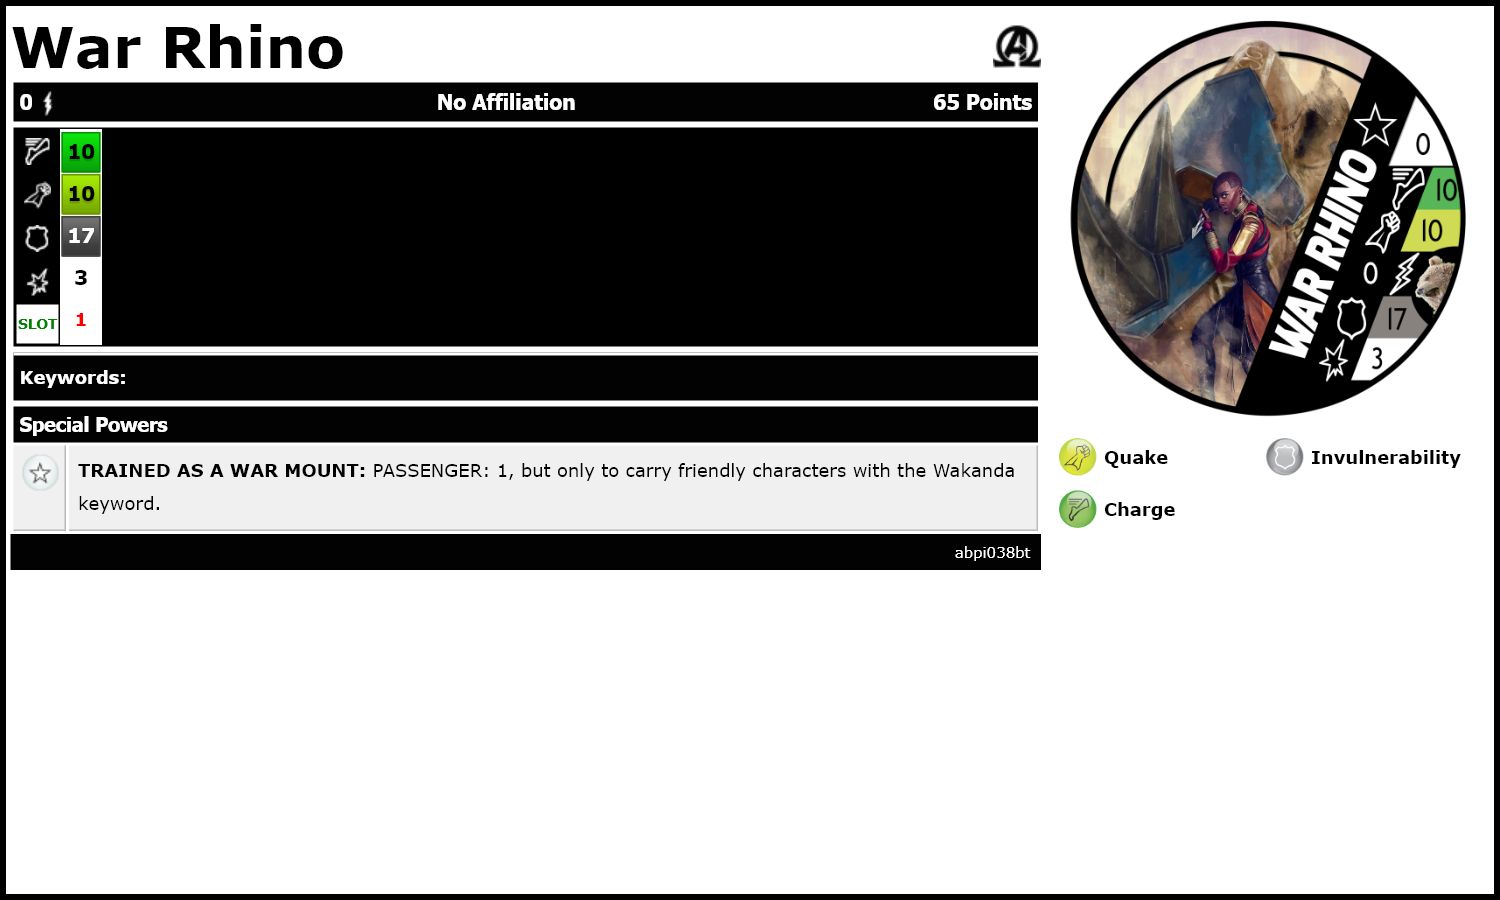 War Rhino
0 No Affiliation 65 Points
10
10
17
3
SLOT 1
Keywords:
Special Powers
TRAINED AS A WAR MOUNT: PASSENGER: 1, but only to carry friendly characters with the Wakanda
keyword.
abpi038bt
WAR RHINO
0
10
10
0
17
3
Quake
Invulnerability
Charge